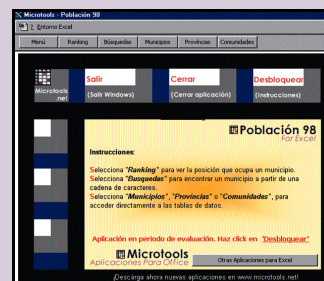 Microtools - Población 98
? Entorno Excel
Menú Ranking Búsquedas Municipios Provincias Comunidades
Microtools
.net
Salir
(Salir Windows)
Cerrar
(Cerrar aplicación)
Desbloquear
(Instrucciones)
Población 98
For Excel
Instrucciones:
Selecciona "Ranking" para ver la posición que ocupa un municipio.
Selecciona "Busquedas" para encontrar un municipio a partir de una
cadena de caracteres.
Selecciona "Municipios", "Provincias" o "Comunidades", para
acceder directamente a las tablas de datos.
Aplicación en periodo de evaluación. Haz click en "Desbloquear"
Microtools
Aplicaciones Para Office
Otras Aplicaciones para Excel
¡Descárga ahora nuevas aplicaciones en www.microtools.net!